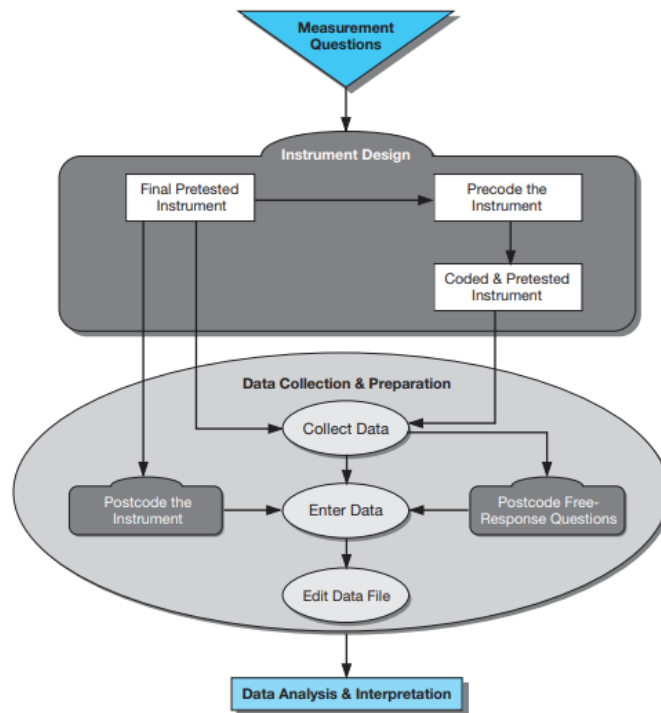 Measurement
Questions
Instrument Design
Final Pretested
Instrument
Precode the
Instrument
Coded & Pretested
Instrument
Data Collection & Preparation
Collect Data
Postcode the
Instrument
Enter Data
Postcode Free-
Response Questions
Edit Data File
Data Analysis & Interpretation